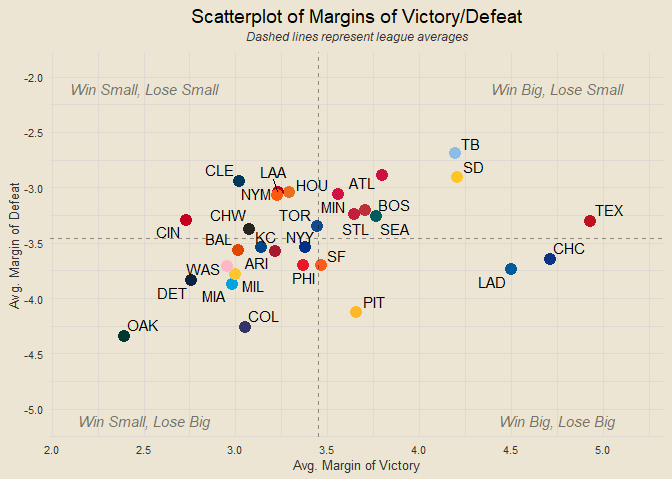 Scatterplot of Margins of Victory/Defeat
Dashed lines represent league averages
Win Small, Lose Small
Win Big, Lose Small
Avg. Margin of Defeat
-2.0
-2.5
-3.0
-3.5
-4.0
-4.5
-5.0
TB
SD
CLE
LAA
NYM
HOU
ATL
MIN
BOS
STL
SEA
TEX
CIN
CHW
TOR
BAL
KC
NYY
CHC
LAD
WAS
ARI
SF
PHI
DET
MIA
MIL
PIT
COL
OAK
Win Small, Lose Big
Win Big, Lose Big
2.0
2.5
3.0
3.5
4.0
4.5
5.0
Avg. Margin of Victory